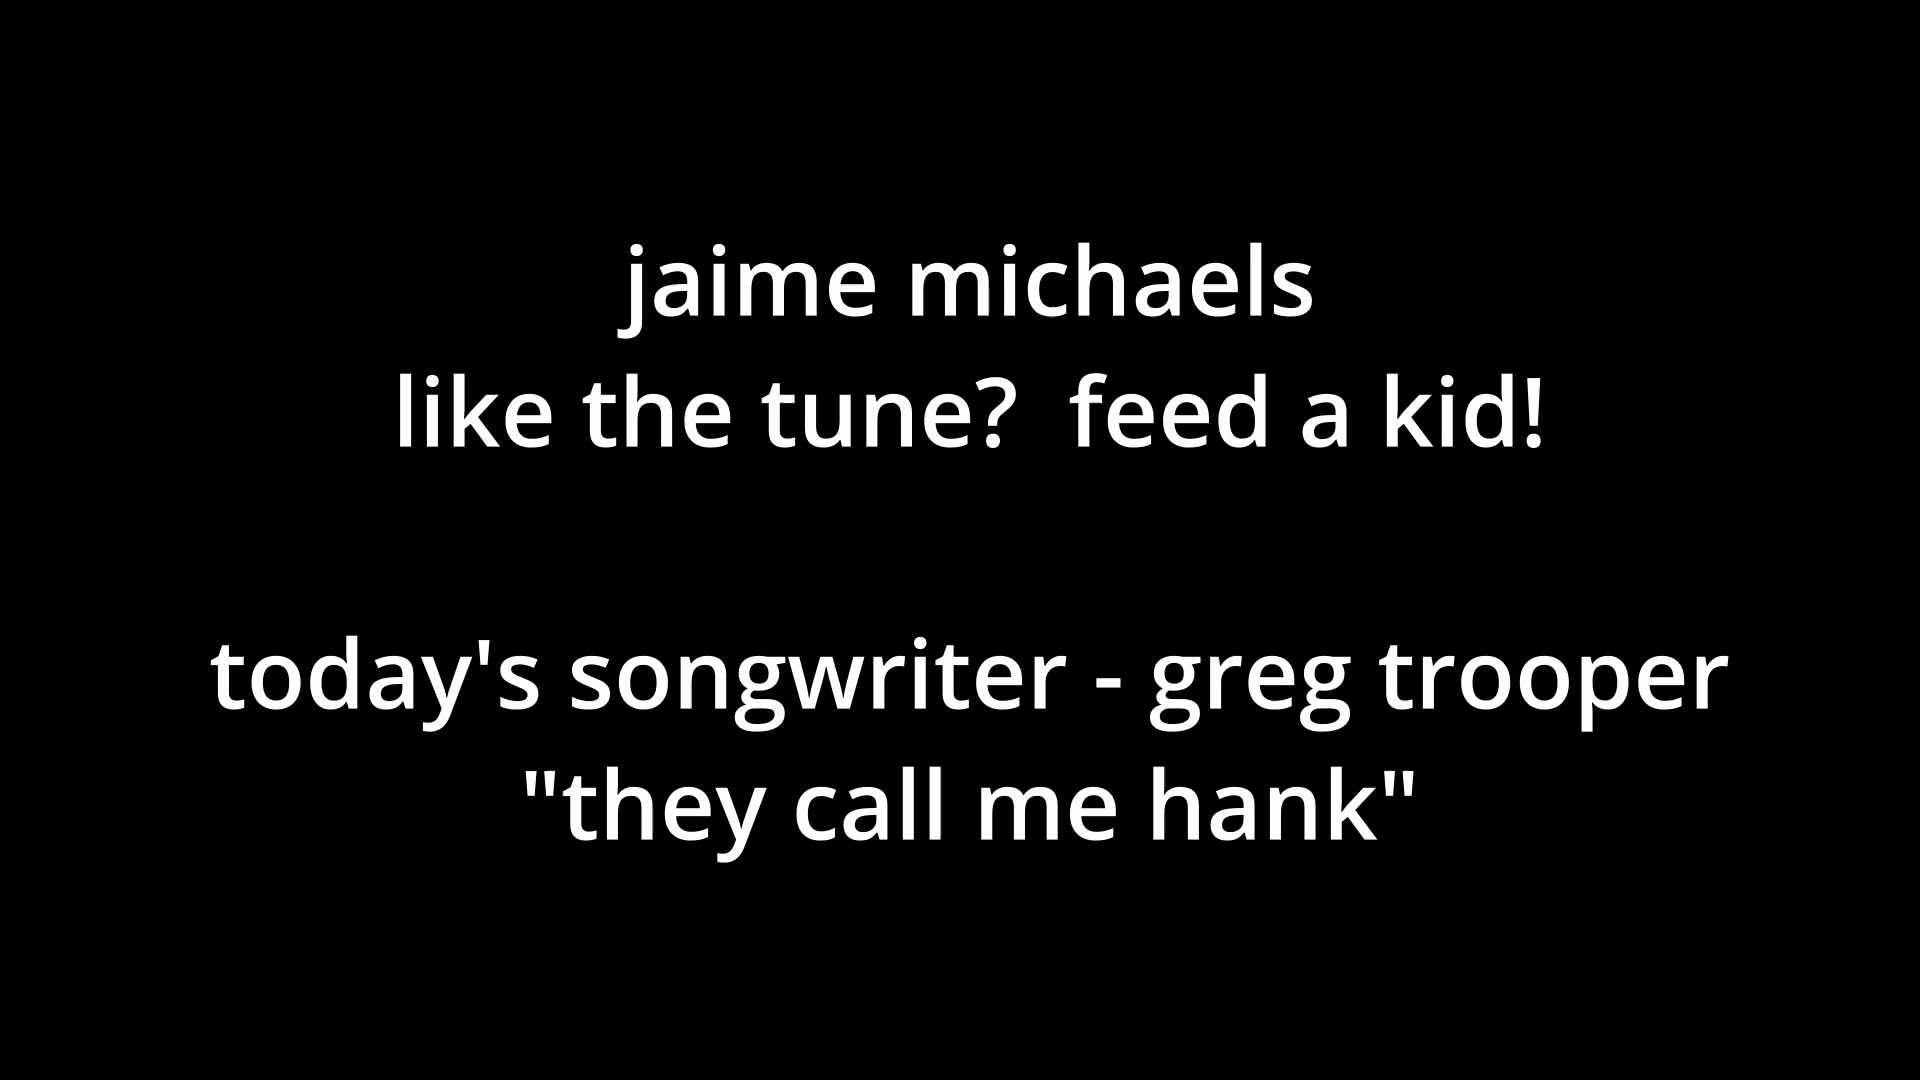 jaime michaels
like the tune?  feed a kid!
today's songwriter - greg trooper
"they call me hank"